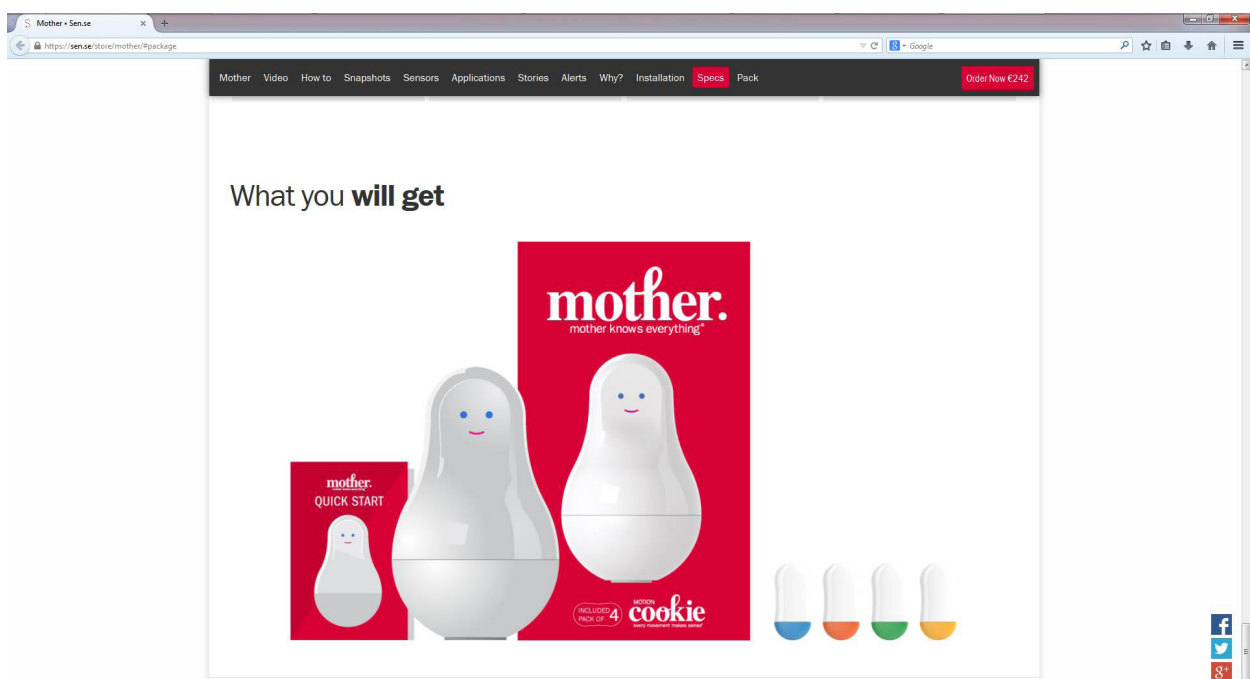 Mother • Sen.se
https://sen.se/store/mother/#package
Google
Mother Video How to Snapshots Sensors Applications Stories Alerts Why? Installation Specs Pack
Order Now €242
What you will get
mother.
mother knows everything*
mother.
QUICK START
INCLUDED
PACK OF 4
MOTION
cookie
every movement makes sense*